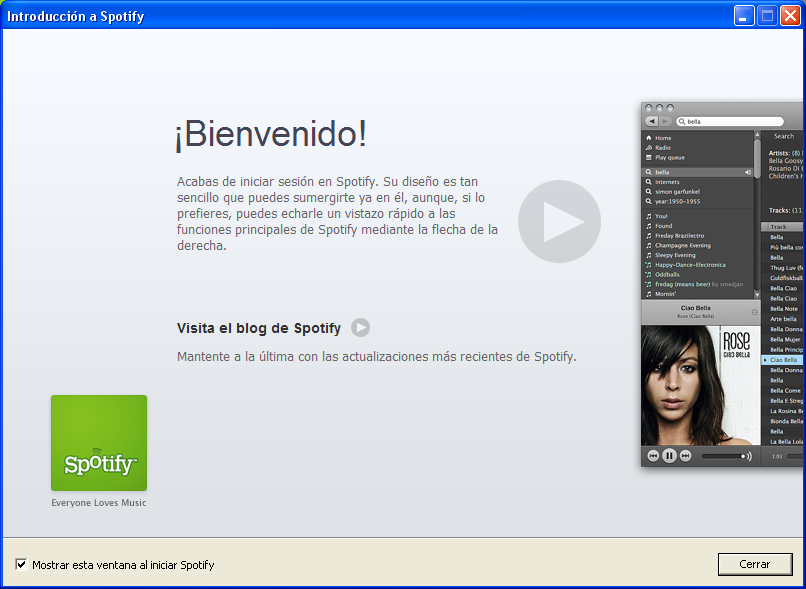 Introducción a Spotify
¡Bienvenido!
Acabas de iniciar sesión en Spotify. Su diseño es tan
sencillo que puedes sumergirte ya en él, aunque, si lo
prefieres, puedes echarle un vistazo rápido a las
funciones principales de Spotify mediante la flecha de la
derecha.
Visita el blog de Spotify
Mantente a la última con las actualizaciones más recientes de Spotify.
Spotify
Everyone Loves Music
bella
Home
Radio
Play queue
bella
internets
simon garfunkel
year:1950-1955
You!
Found
Freday Brazilectro
Champagne Evening
Sleepy Evening
Happy-Dance-Electronica
Oddballs
fredag (means beer) by smedjan
Mornin'
Ciao Bella
Rose (Ciao Bella)
ROSE
CIAO BELLA
Search
Artists: (8)
Bella Goosy
Rosario Di
Children's
Tracks: (11
Track
Bella
Più bella cos
Bella
Thug Luv (f
Guldfiskball
Bella Ciao
Bella Ciao
Bella Note
Arte bella
Bella Donna
Bella Mujer
Bella Princip
Ciao Bella
Bella Donna
Bella
Bella Come
Bella E Streg
La Rosina Be
Bionda Bella
Bella
La Bella Lola
1:03
Mostrar esta ventana al iniciar Spotify
Cerrar